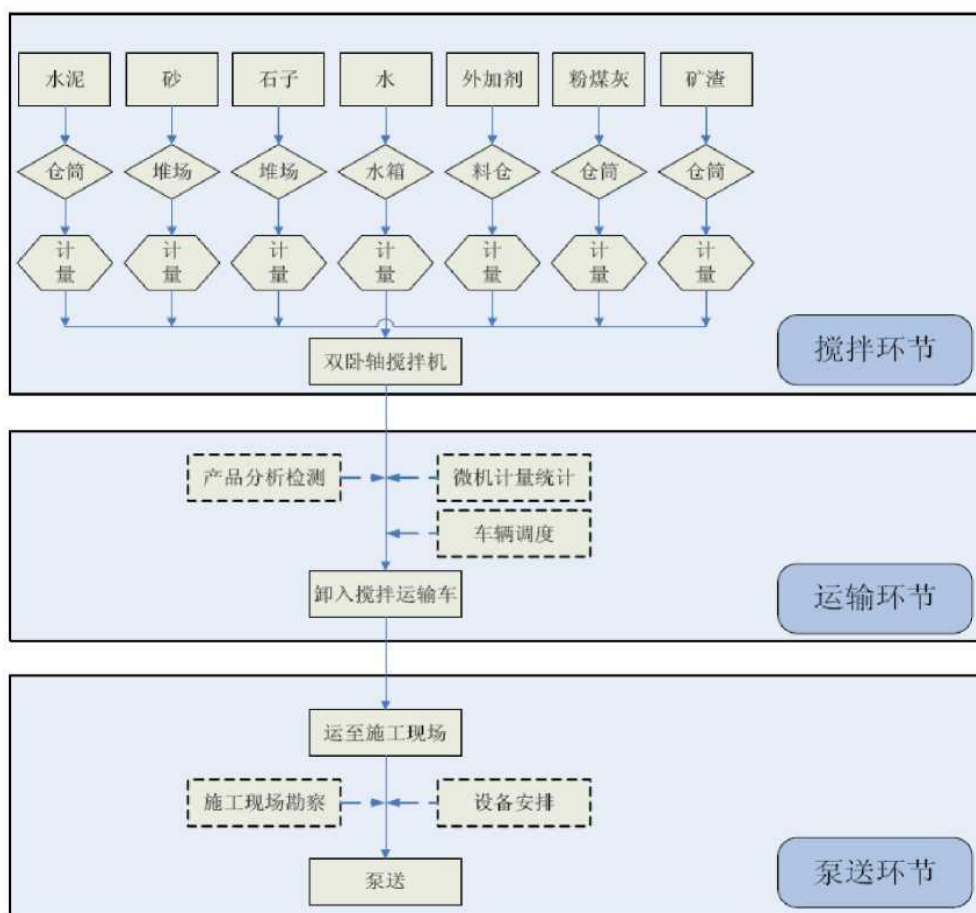 水泥 砂 石子 水 外加剂 粉煤灰 矿渣
仓筒 堆场 堆场 水箱 料仓 仓筒 仓筒
计 计 计 计 计 计 计
量 量 量 量 量 量 量
双卧轴搅拌机
搅拌环节
产品分析检测 微机计量统计
车辆调度
卸入搅拌运输车
运输环节
运至施工现场
施工现场勘察 设备安排
泵送
泵送环节